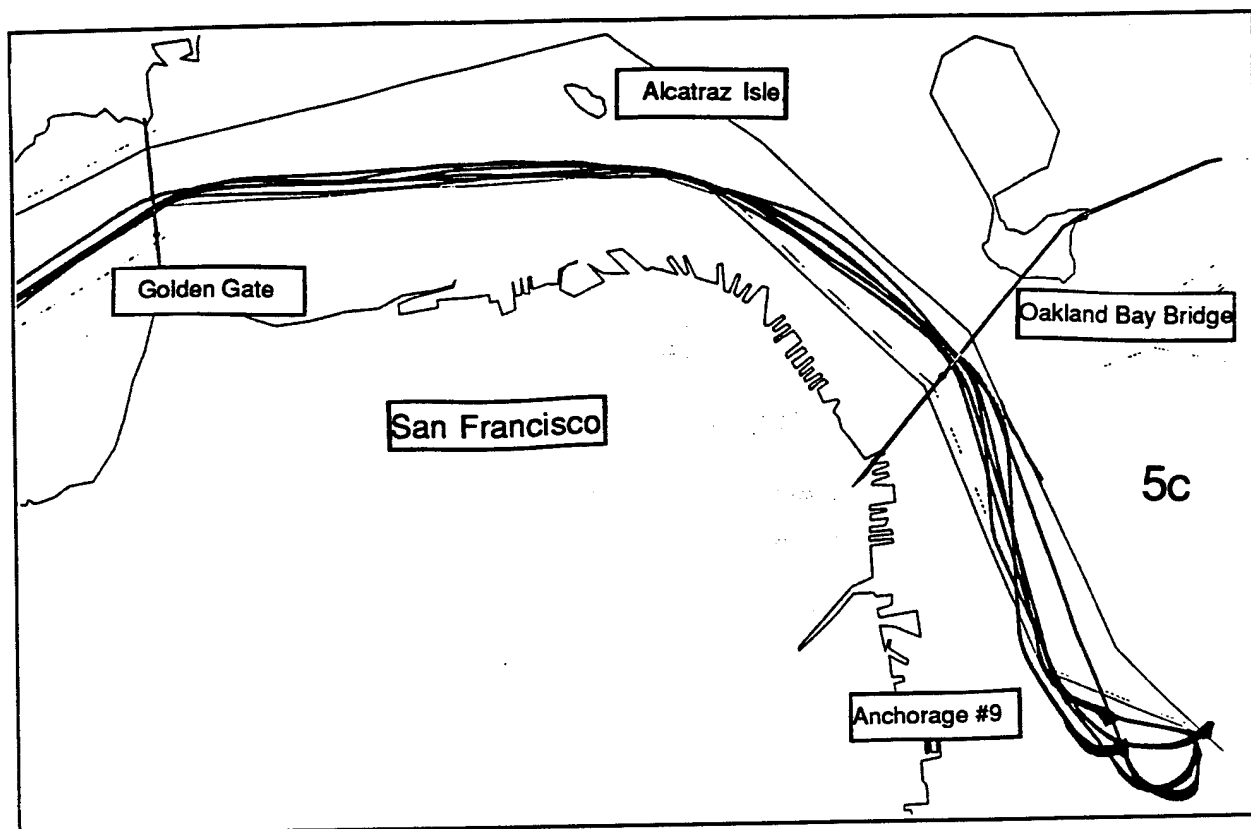 Alcatraz Isle
Golden Gate
Oakland Bay Bridge
San Francisco
5c
Anchorage #9